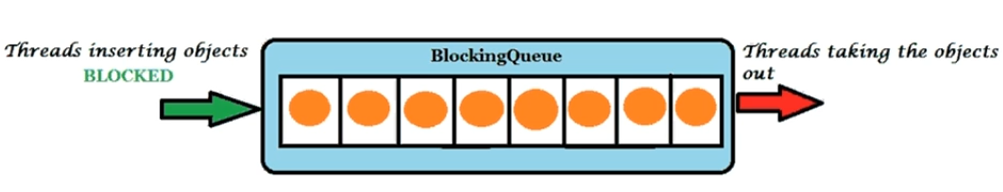 Threads inserting objects
BLOCKED
BlockingQueue
Threads taking the objects
out